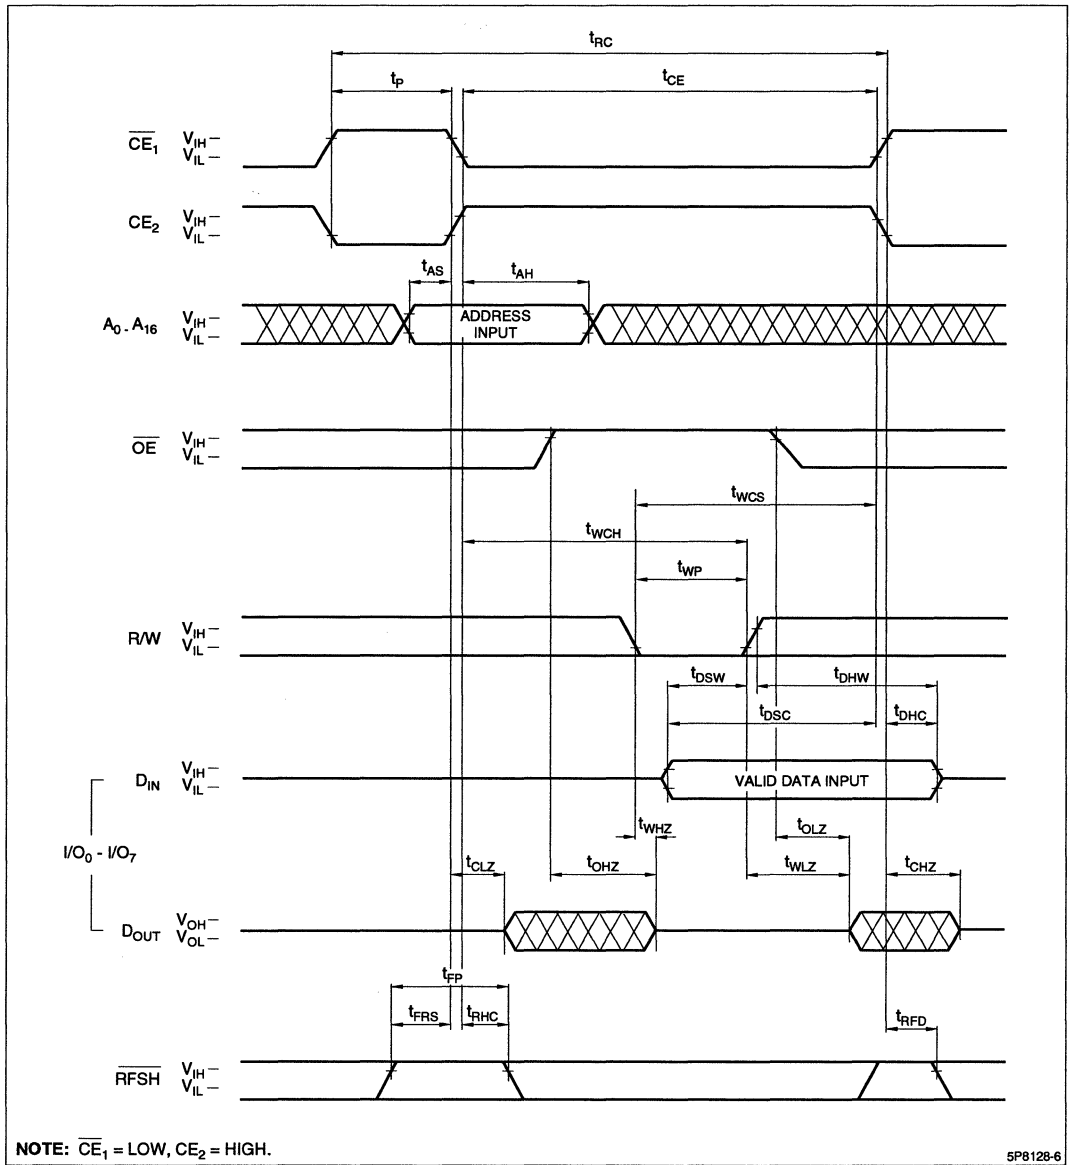 tRC
tP
tCE
CE1 VIH
VIL
CE2 VIH
VIL
tAS
tAH
A0 - A16 VIH
VIL
ADDRESS
INPUT
OE VIH
VIL
tWCS
tWCH
tWP
R/W VIH
VIL
tDSW
tDHW
tDSC
tDHC
DIN VIH
VIL
VALID DATA INPUT
tWHZ
tOLZ
I/O0 - I/O7
tCLZ
tOHZ
tWLZ
tCHZ
DOUT VOH
VOL
tFP
tFRS
tRHC
tRFD
RFSH VIH
VIL
NOTE: CE1 = LOW, CE2 = HIGH.
5P8128-6